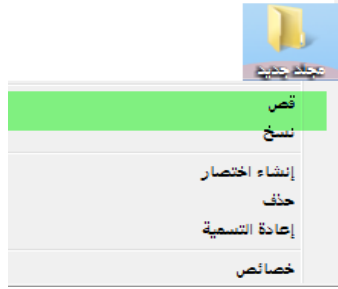 مجلد جديد
قص
نسخ
إنشاء اختصار
حذف
إعادة التسمية
خصائص